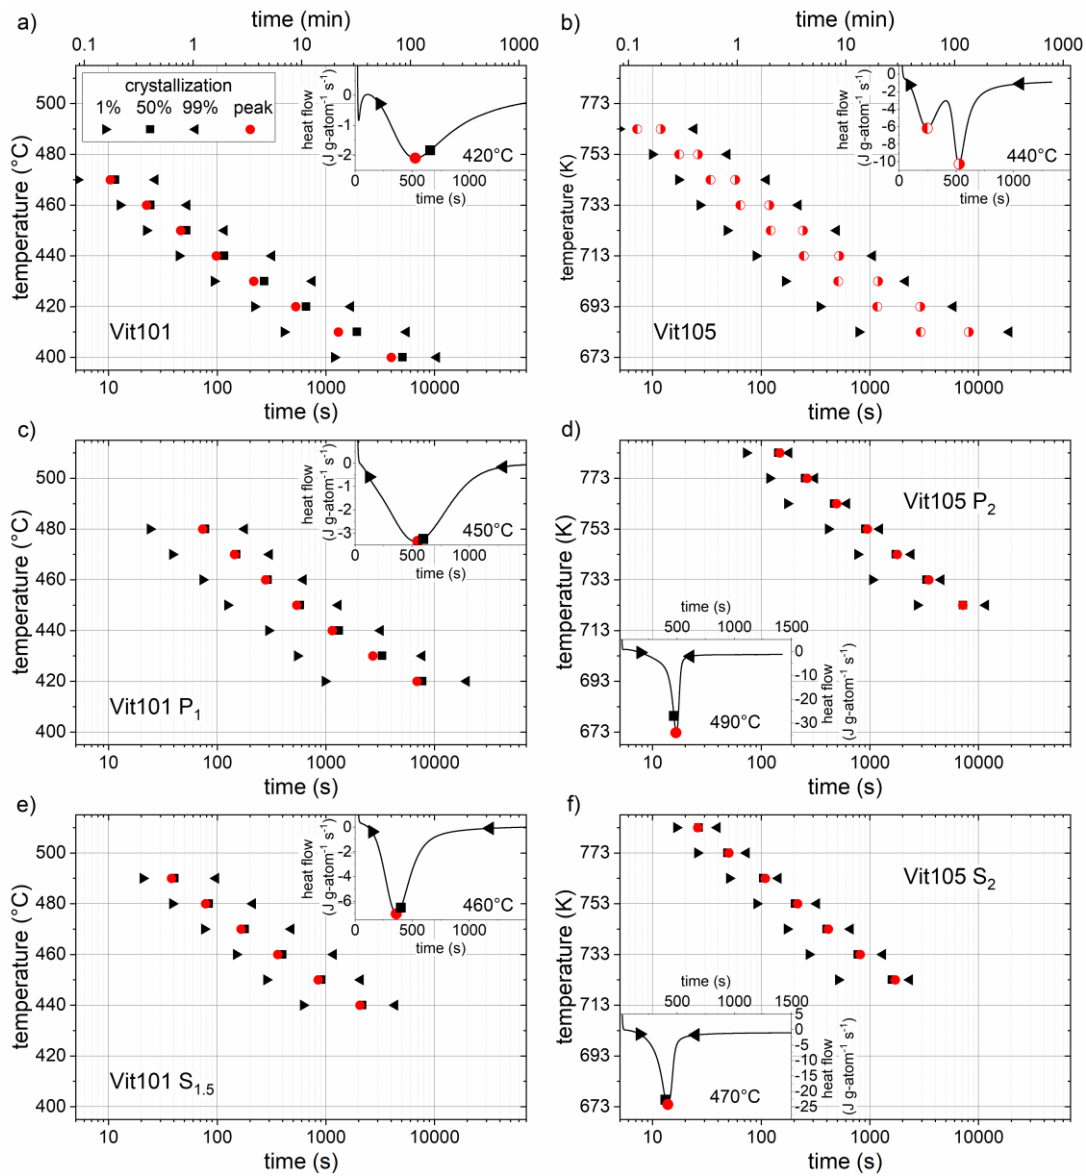 a)
time (min)
0.1 1 10 100 1000
crystallization
1% 50% 99% peak
temperature (°C)
500
480
460
440
420
400
Vit101
10 100 1000 10000
time (s)
heat flow
(J g-atom⁻¹ s⁻¹)
0
-1
-2
420°C
0 500 1000
time (s)
b)
time (min)
0.1 1 10 100 1000
temperature (K)
773
753
733
713
693
673
Vit105
10 100 1000 10000
time (s)
heat flow
(J g-atom⁻¹ s⁻¹)
0
-2
-4
-6
-8
-10
440°C
0 500 1000
time (s)
c)
temperature (°C)
500
480
460
440
420
400
Vit101 P₁
10 100 1000 10000
time (s)
heat flow
(J g-atom⁻¹ s⁻¹)
0
-1
-2
-3
450°C
0 500 1000
time (s)
d)
temperature (K)
773
753
733
713
693
673
Vit105 P₂
10 100 1000 10000
time (s)
time (s)
500 1000 1500
0
-10
-20
-30
heat flow
(J g-atom⁻¹ s⁻¹)
490°C
e)
temperature (°C)
500
480
460
440
420
400
Vit101 S₁.₅
10 100 1000 10000
time (s)
heat flow
(J g-atom⁻¹ s⁻¹)
0
-2
-4
-6
460°C
0 500 1000
time (s)
f)
temperature (K)
773
753
733
713
693
673
Vit105 S₂
10 100 1000 10000
time (s)
time (s)
500 1000 1500
5
0
-5
-10
-15
-20
-25
heat flow
(J g-atom⁻¹ s⁻¹)
470°C